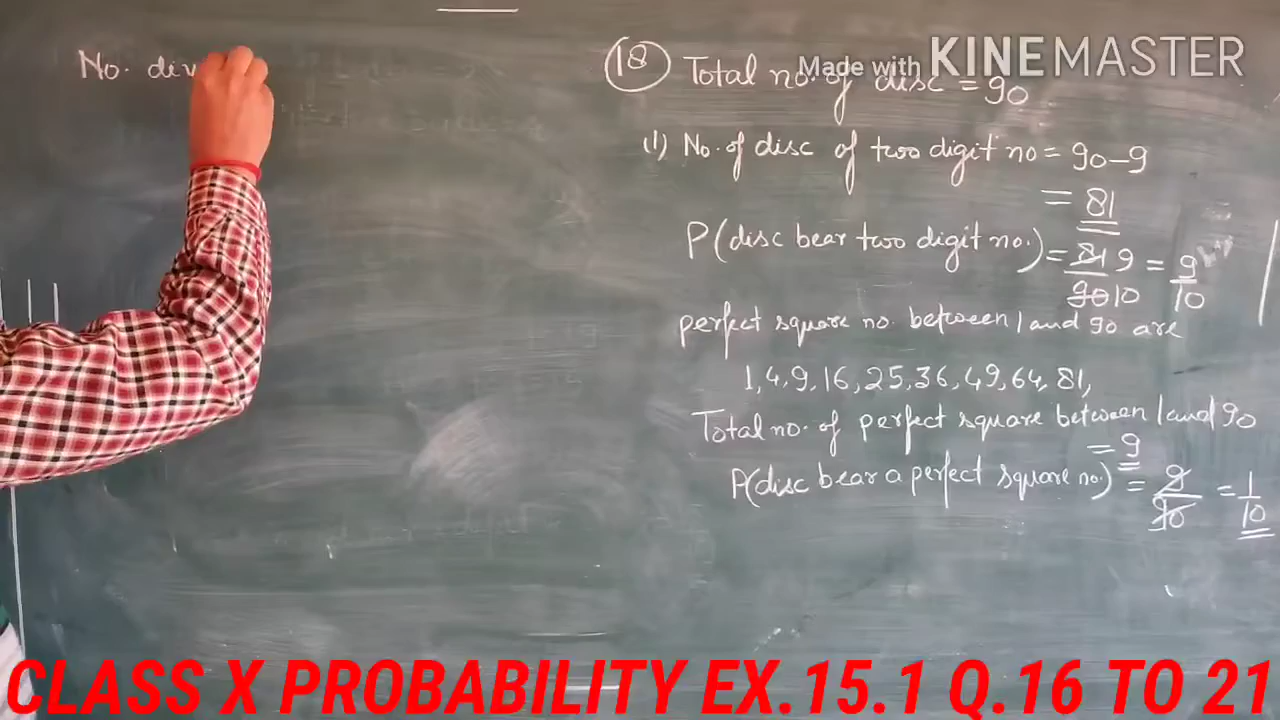 No. div
Made with KINEMASTER
(18) Total no. of disc = 90
(1) No. of disc of two digit no = 90-9
= 81
P(disc bear two digit no.) = 81 9 / 90 10 = 9/10
perfect square no. between 1 and 90 are
1, 4, 9, 16, 25, 36, 49, 64, 81,
Total no. of perfect square between 1 and 90
= 9
P(disc bear a perfect square no.) = 9/90 = 1/10
CLASS X PROBABILITY EX.15.1 Q.16 TO 21